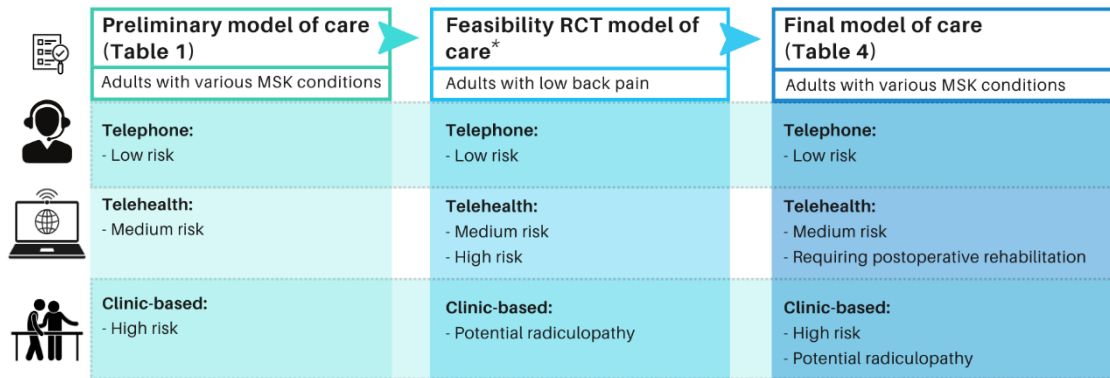 Preliminary model of care
(Table 1)
Adults with various MSK conditions
Feasibility RCT model of
care*
Adults with low back pain
Final model of care
(Table 4)
Adults with various MSK conditions
Telephone:
- Low risk
Telephone:
- Low risk
Telephone:
- Low risk
Telehealth:
- Medium risk
Telehealth:
- Medium risk
- High risk
Telehealth:
- Medium risk
- Requiring postoperative rehabilitation
Clinic-based:
- High risk
Clinic-based:
- Potential radiculopathy
Clinic-based:
- High risk
- Potential radiculopathy